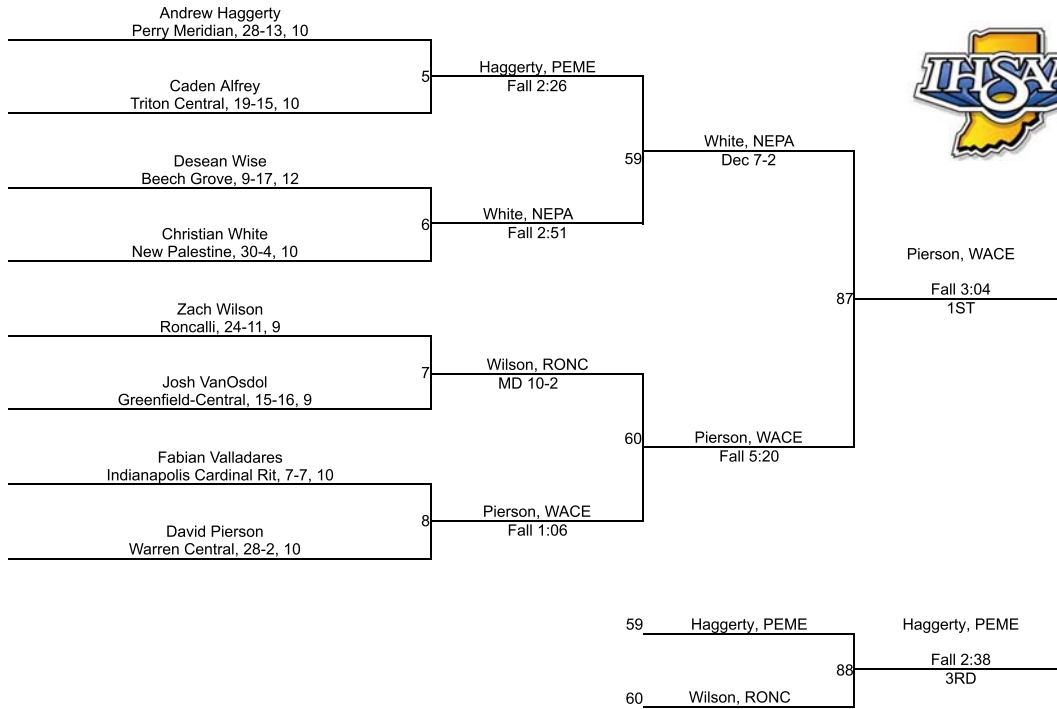 Andrew Haggerty
Perry Meridian, 28-13, 10
5
Caden Alfrey
Triton Central, 19-15, 10
Haggerty, PEME
Fall 2:26
Desean Wise
Beech Grove, 9-17, 12
6
Christian White
New Palestine, 30-4, 10
White, NEPA
Fall 2:51
59
White, NEPA
Dec 7-2
Zach Wilson
Roncalli, 24-11, 9
7
Josh VanOsdol
Greenfield-Central, 15-16, 9
Wilson, RONC
MD 10-2
Fabian Valladares
Indianapolis Cardinal Rit, 7-7, 10
8
David Pierson
Warren Central, 28-2, 10
Pierson, WACE
Fall 1:06
60
Pierson, WACE
Fall 5:20
87
Pierson, WACE
Fall 3:04
1ST
59
Haggerty, PEME
60
Wilson, RONC
88
Haggerty, PEME
Fall 2:38
3RD
IHSAA